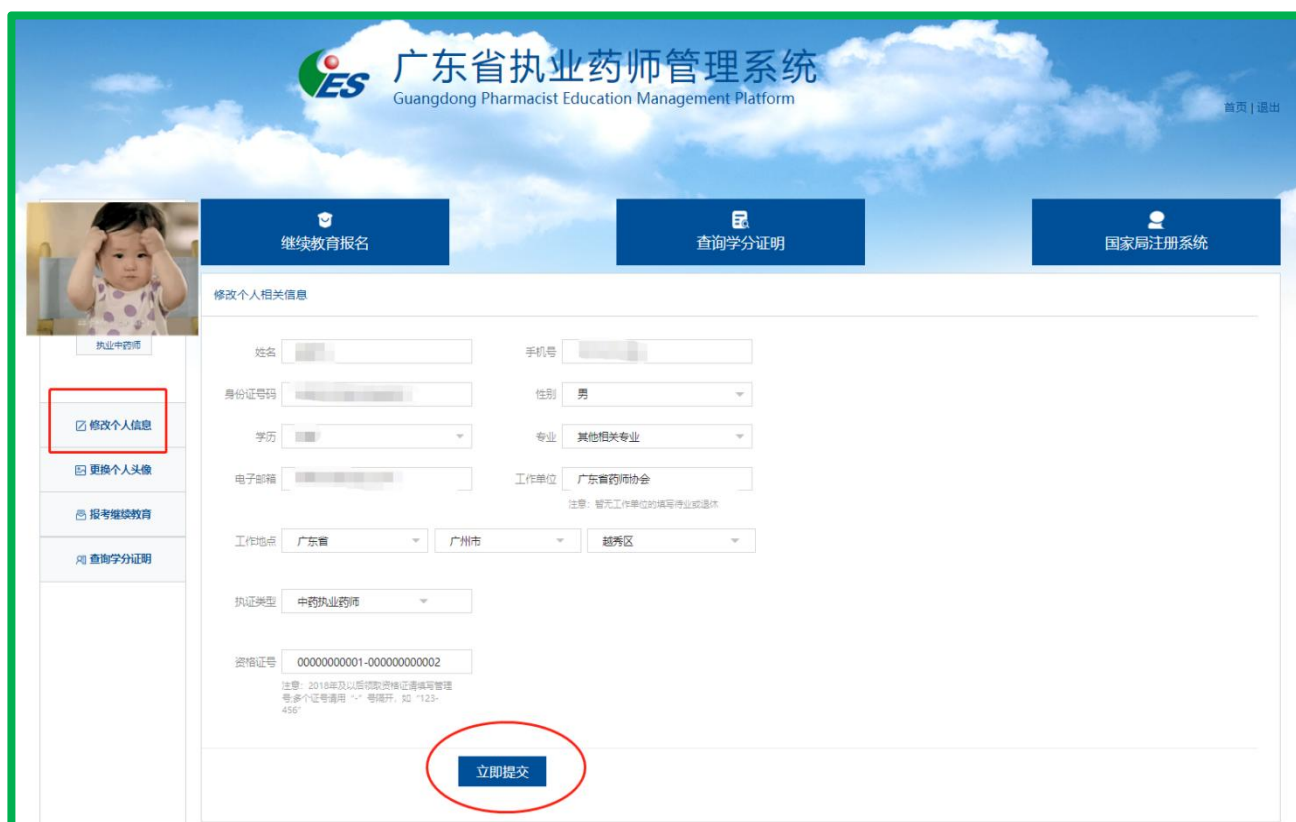 ES
广东省执业药师管理系统
Guangdong Pharmacist Education Management Platform
首页 | 退出
继续教育报名
查询学分证明
国家局注册系统
执业中药师
修改个人信息
更换个人头像
报考继续教育
查询学分证明
修改个人相关信息
姓名
手机号
身份证号码
性别 男
学历
专业 其他相关专业
电子邮箱
工作单位 广东省药师协会
注意：暂无工作单位的填写待业或退休
工作地点 广东省 广州市 越秀区
执证类型 中药执业药师
资格证号 00000000001-000000000002
注意：2018年及以后领取资格证请填写管理
号;多个证号请用 "-" 号隔开，如 "123-
456"
立即提交